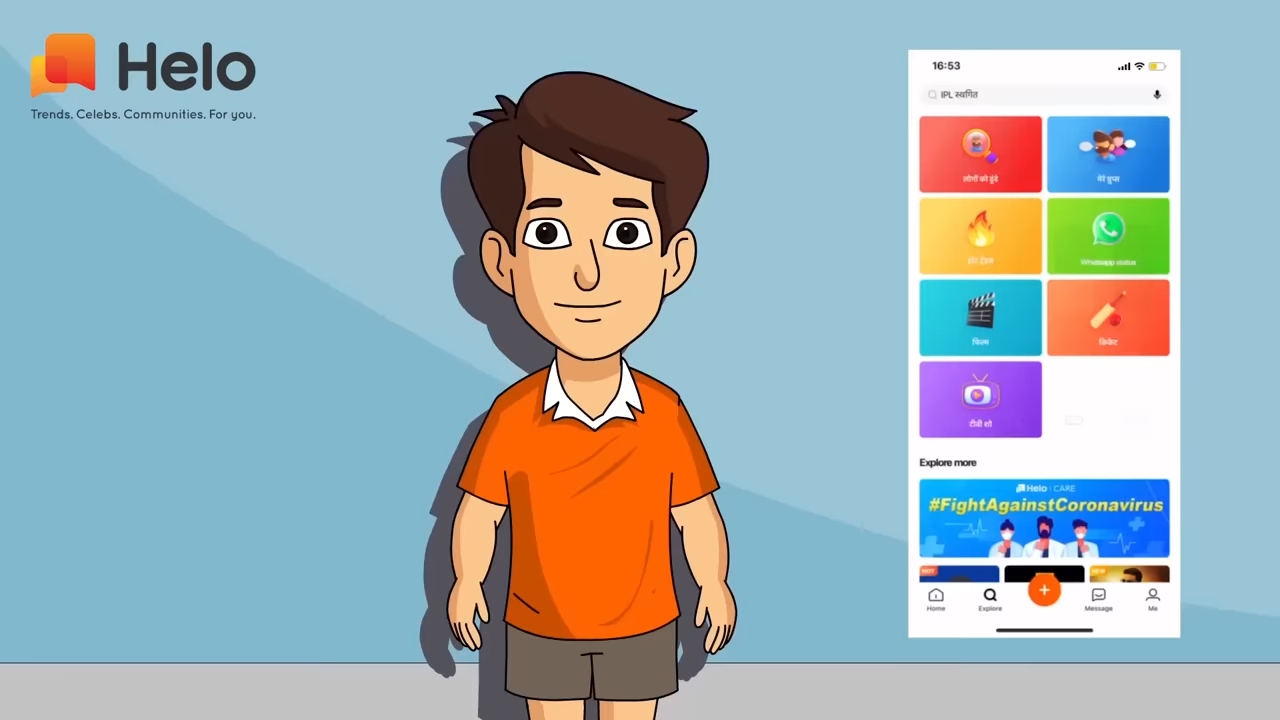 Helo
Trends. Celebs. Communities. For you.
16:53
IPL स्थगित
लोगों को ढूंढे
मेरे ग्रुप्स
हॉट ट्रेंड्स
Whatsapp status
फिल्म
क्रिकेट
टीवी शो
Explore more
Helo CARE
#FightAgainstCoronavirus
HOT
NEW
Home
Explore
Message
Me